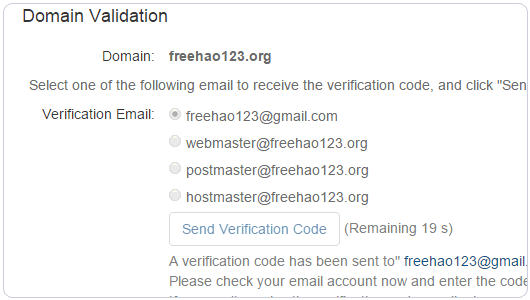 Domain Validation
Domain: freehao123.org
Select one of the following email to receive the verification code, and click "Sen
Verification Email: freehao123@gmail.com
webmaster@freehao123.org
postmaster@freehao123.org
hostmaster@freehao123.org
Send Verification Code (Remaining 19 s)
A verification code has been sent to" freehao123@gmail.
Please check your email account now and enter the code